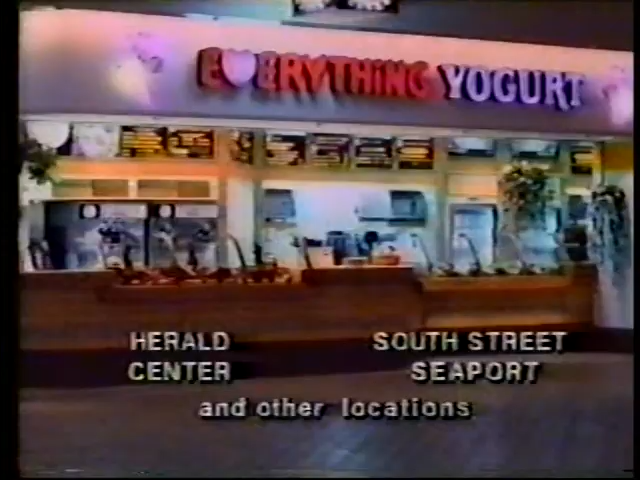 EVERYTHING YOGURT
HERALD
CENTER
SOUTH STREET
SEAPORT
and other locations